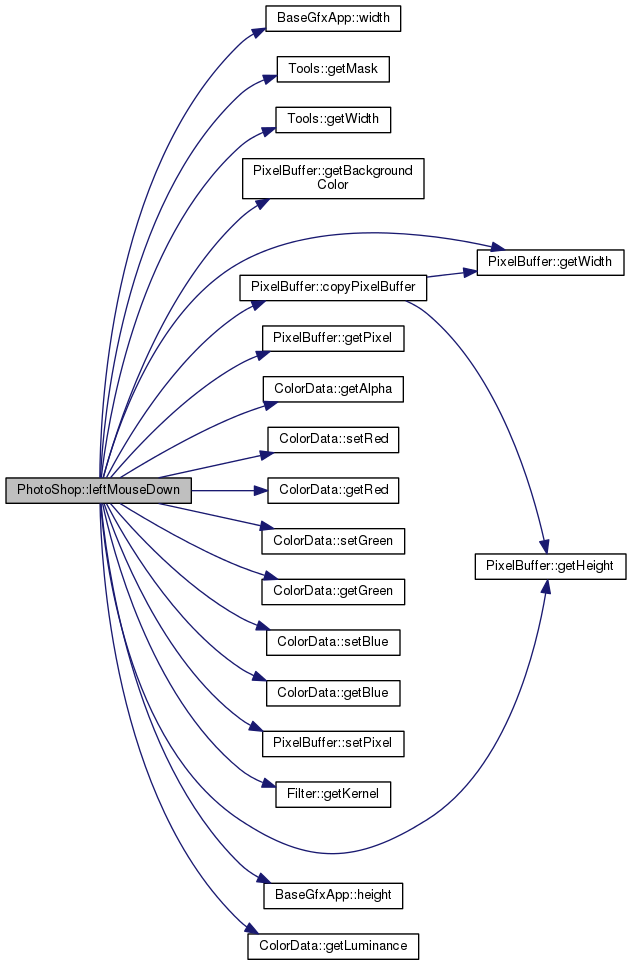 BaseGfxApp::width
Tools::getMask
Tools::getWidth
PixelBuffer::getBackground
Color
PixelBuffer::getWidth
PixelBuffer::copyPixelBuffer
PixelBuffer::getPixel
ColorData::getAlpha
ColorData::setRed
PhotoShop::leftMouseDown
ColorData::getRed
ColorData::setGreen
PixelBuffer::getHeight
ColorData::getGreen
ColorData::setBlue
ColorData::getBlue
PixelBuffer::setPixel
Filter::getKernel
BaseGfxApp::height
ColorData::getLuminance